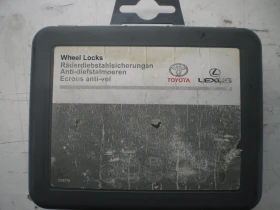 Wheel Locks
Räderdiebstahlsicherungen
Anti-diefstalmoeren
Ecrous anti-vol
TOYOTA
LEXUS